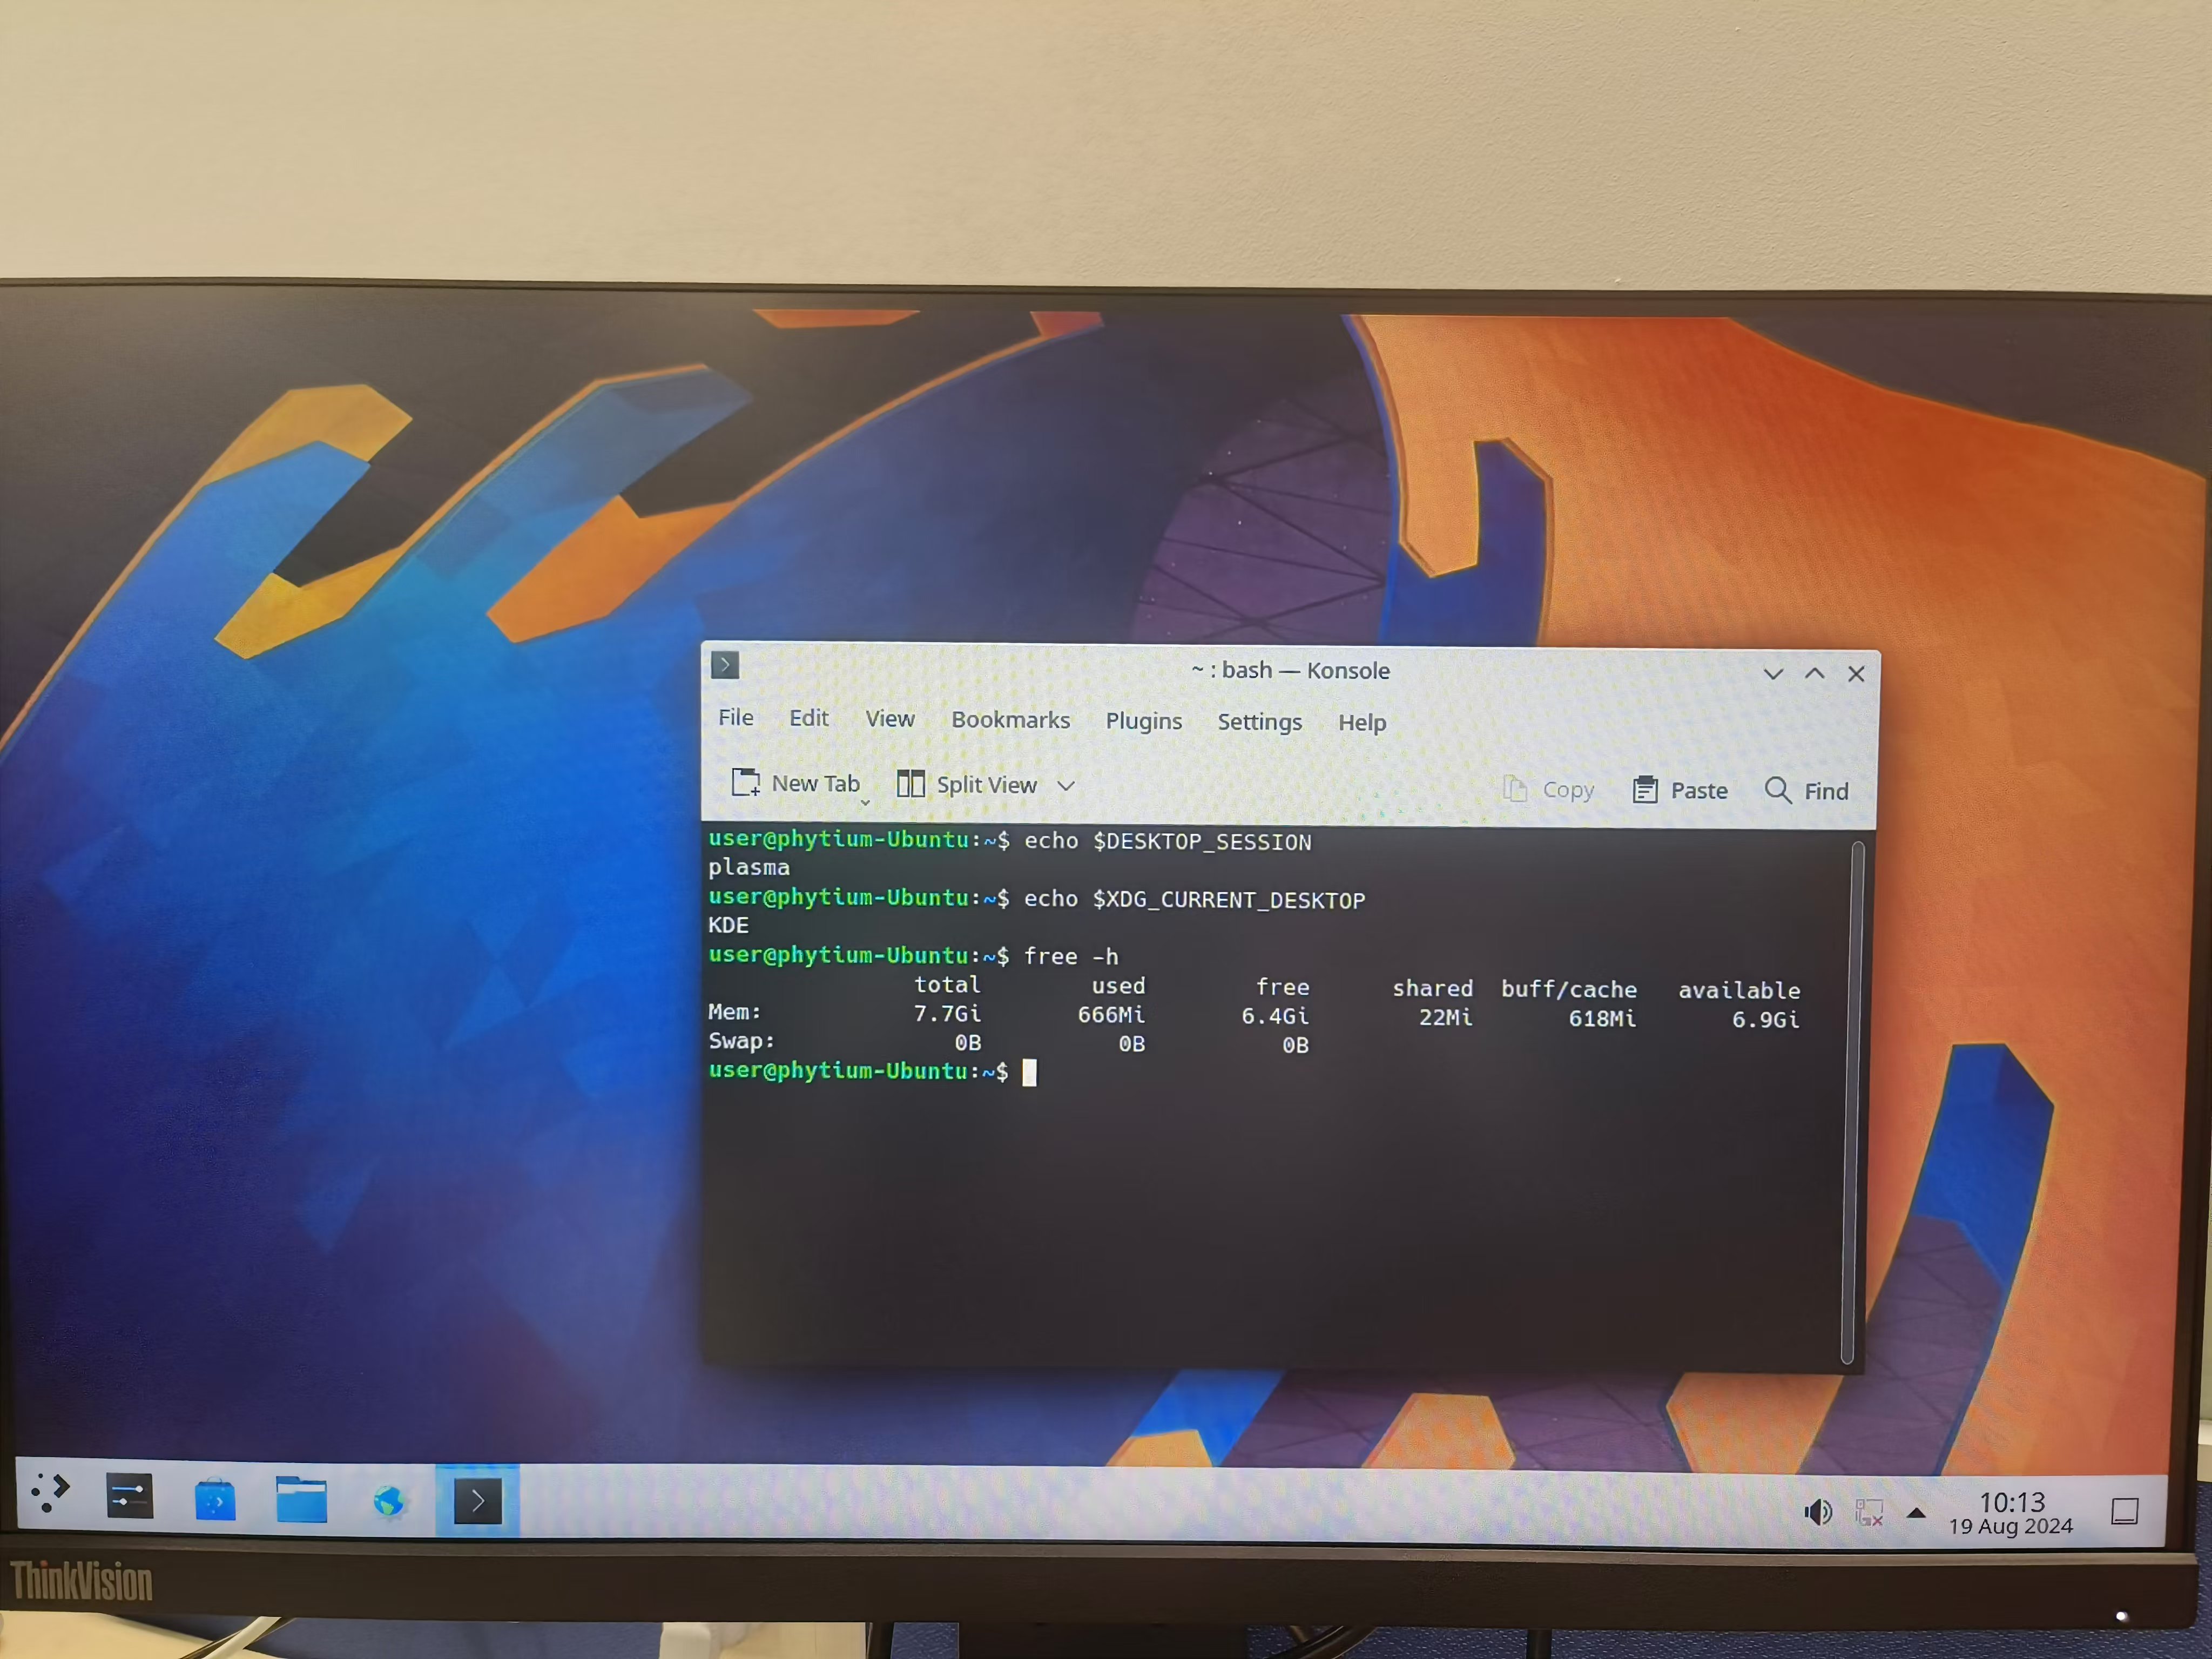 ~ : bash — Konsole
File Edit View Bookmarks Plugins Settings Help
New Tab Split View Copy Paste Find
user@phytium-Ubuntu:~$ echo $DESKTOP_SESSION
plasma
user@phytium-Ubuntu:~$ echo $XDG_CURRENT_DESKTOP
KDE
user@phytium-Ubuntu:~$ free -h
total used free shared buff/cache available
Mem: 7.7Gi 666Mi 6.4Gi 22Mi 618Mi 6.9Gi
Swap: 0B 0B 0B
user@phytium-Ubuntu:~$
10:13
19 Aug 2024
ThinkVision